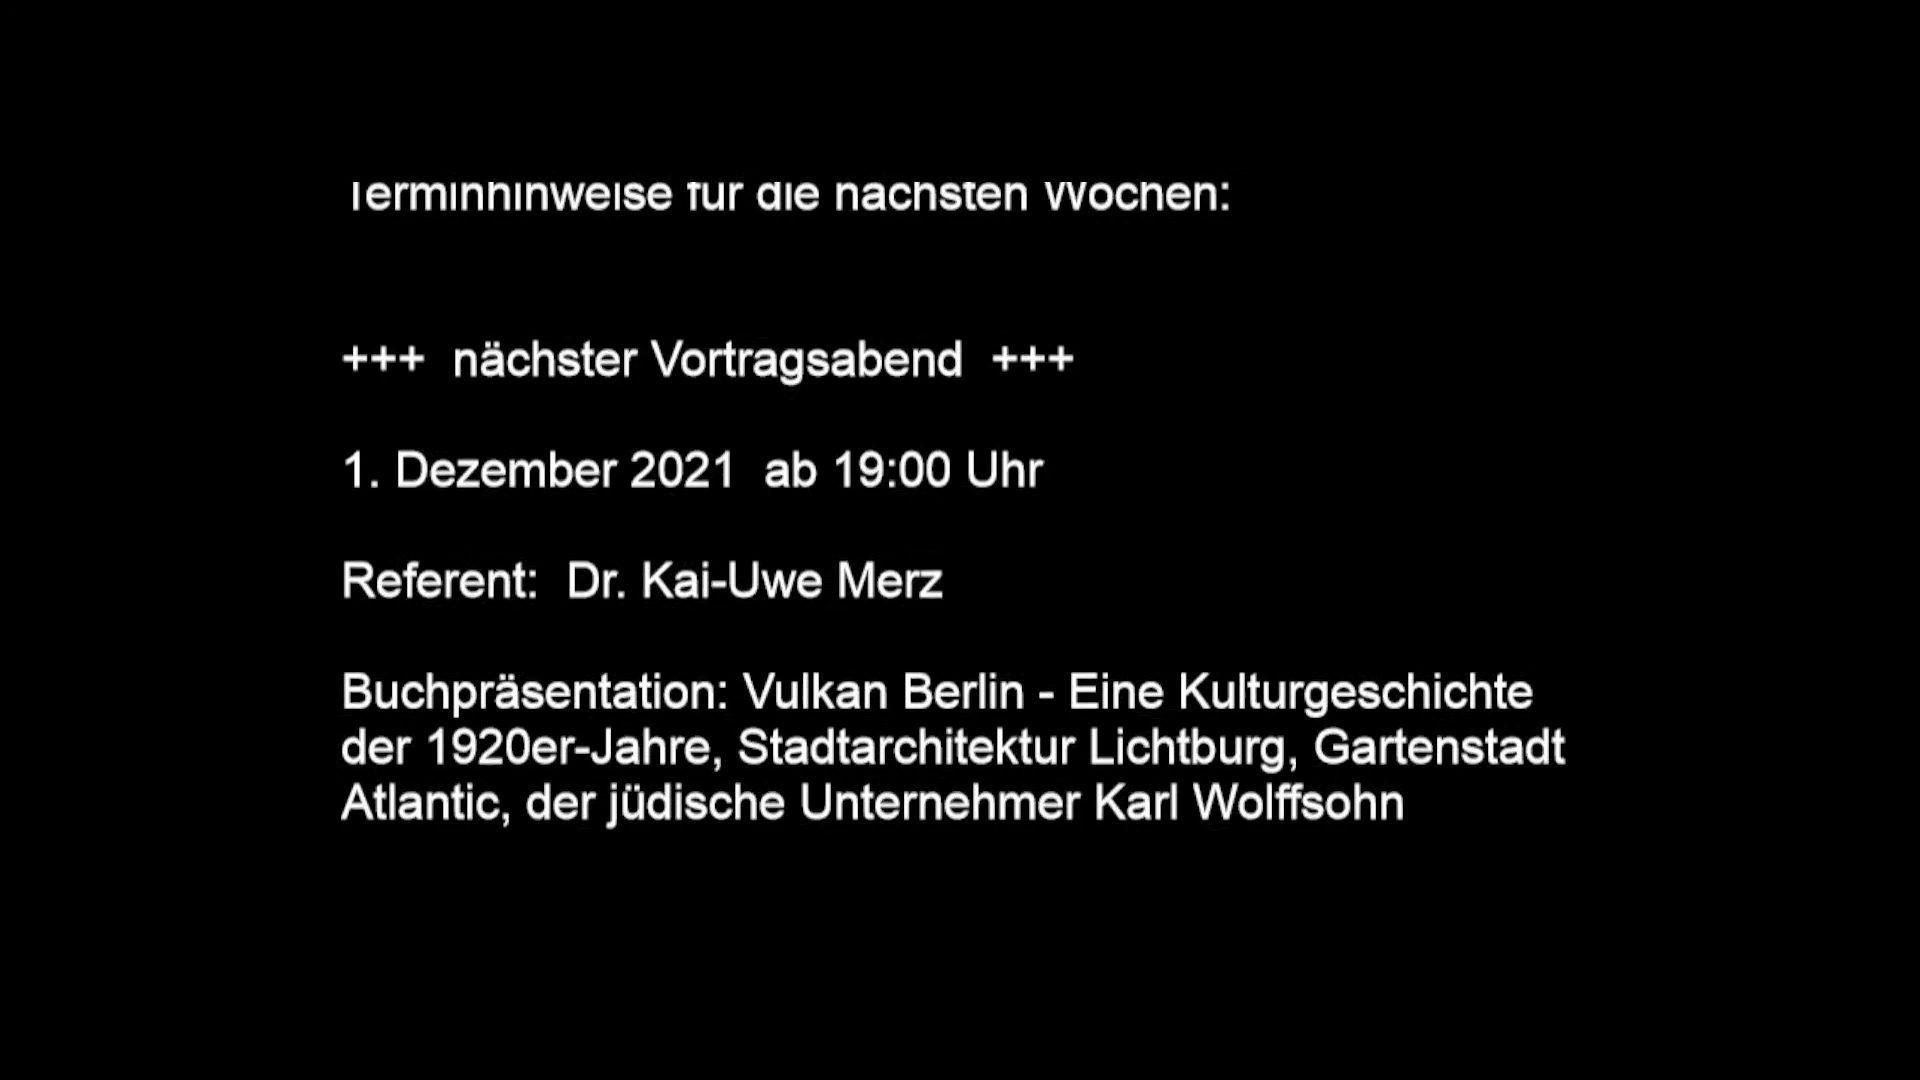 Terminhinweise für die nächsten Wochen:
+++ nächster Vortragsabend +++
1. Dezember 2021 ab 19:00 Uhr
Referent: Dr. Kai-Uwe Merz
Buchpräsentation: Vulkan Berlin - Eine Kulturgeschichte
der 1920er-Jahre, Stadtarchitektur Lichtburg, Gartenstadt
Atlantic, der jüdische Unternehmer Karl Wolffsohn